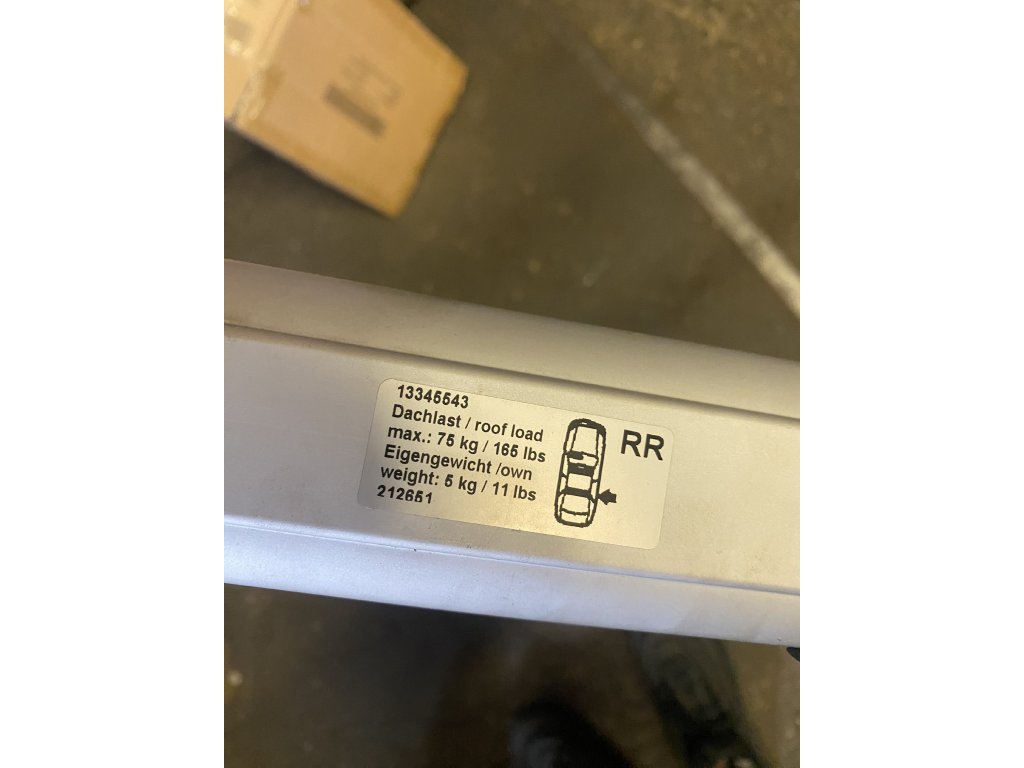 13345543
Dachlast / roof load
max.: 75 kg / 165 lbs
Eigengewicht /own
weight: 5 kg / 11 lbs
212651
RR